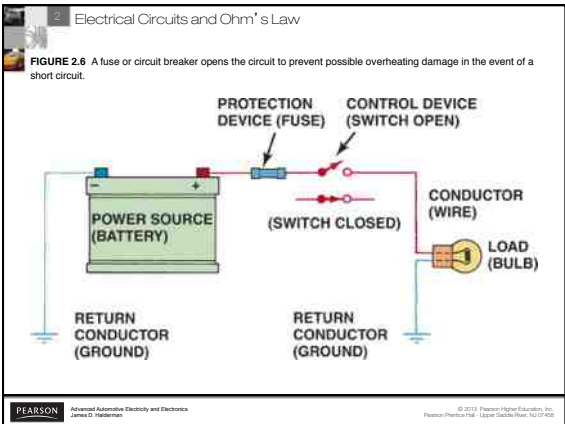 2 Electrical Circuits and Ohm’s Law
FIGURE 2.6 A fuse or circuit breaker opens the circuit to prevent possible overheating damage in the event of a
short circuit.
PROTECTION
DEVICE (FUSE)
CONTROL DEVICE
(SWITCH OPEN)
- +
POWER SOURCE
(BATTERY)
(SWITCH CLOSED)
CONDUCTOR
(WIRE)
LOAD
(BULB)
RETURN
CONDUCTOR
(GROUND)
RETURN
CONDUCTOR
(GROUND)
PEARSON
Advanced Automotive Electricity and Electronics
James D. Halderman
© 2013 Pearson Higher Education, Inc.
Pearson Prentice Hall - Upper Saddle River, NJ 07458